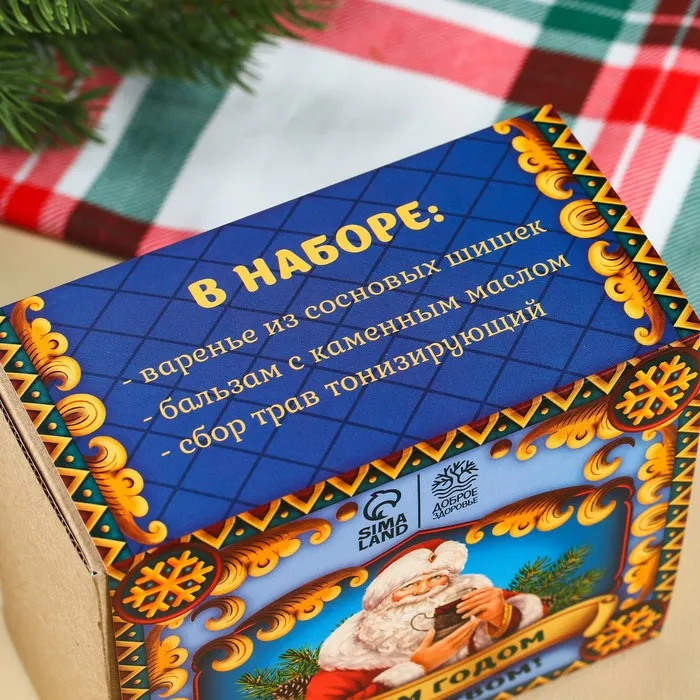 В НАБОРЕ:
- варенье из сосновых шишек
- бальзам с каменным маслом
- сбор трав тонизирующий
SIMA
LAND
ДОБРОЕ
ЗДОРОВЬЕ
ГОДОМ